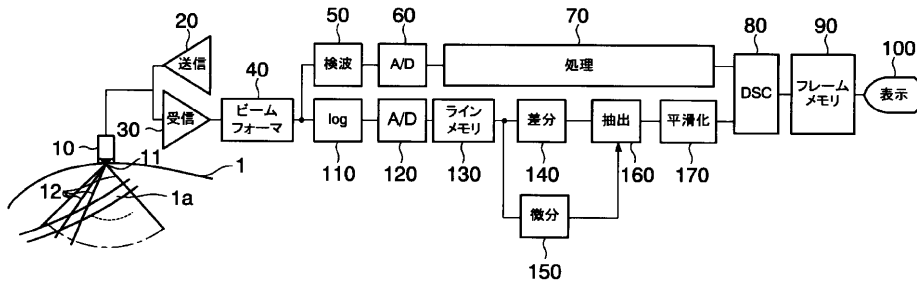 20
送信
30
受信
10
11
12
1
1a
40
ビーム
フォーマ
50
検波
60
A/D
70
処理
80
DSC
90
フレーム
メモリ
100
表示
log
110
A/D
120
ライン
メモリ
130
差分
140
抽出
160
平滑化
170
微分
150